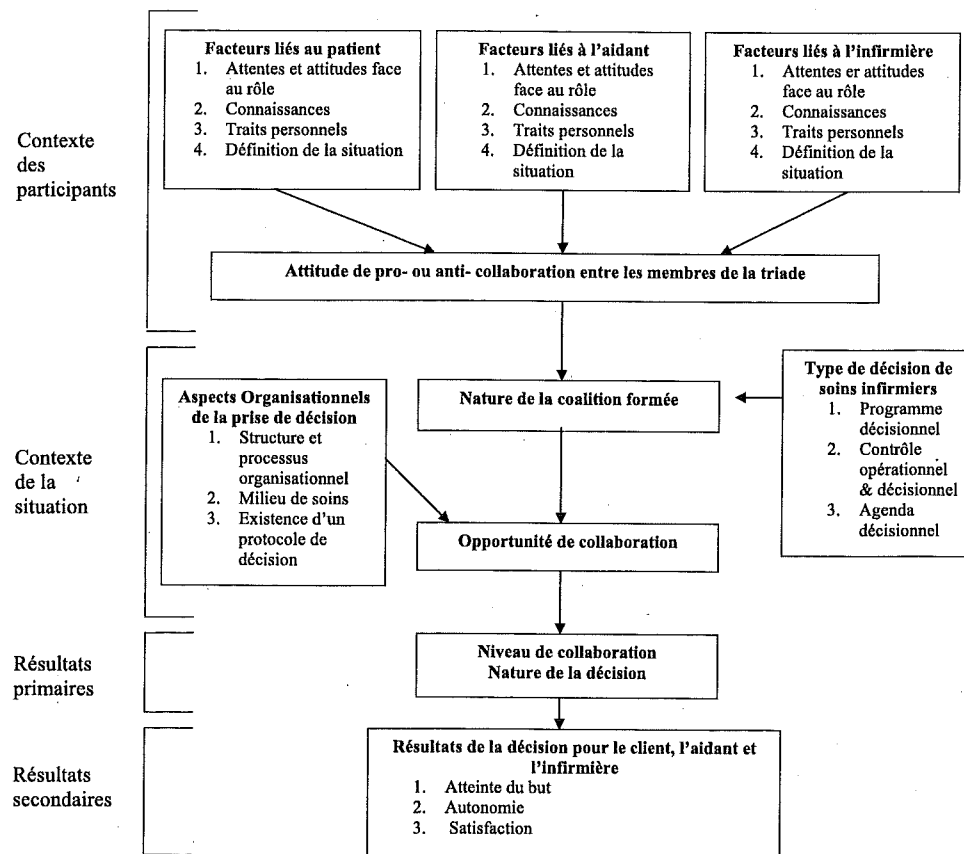 Contexte
des
participants
Facteurs liés au patient
1. Attentes et attitudes face
au rôle
2. Connaissances
3. Traits personnels
4. Définition de la situation
Facteurs liés à l'aidant
1. Attentes et attitudes
face au rôle
2. Connaissances
3. Traits personnels
4. Définition de la
situation
Facteurs liés à l'infirmière
1. Attentes er attitudes
face au rôle
2. Connaissances
3. Traits personnels
4. Définition de la
situation
Attitude de pro- ou anti- collaboration entre les membres de la triade
Contexte
de la
situation
Aspects Organisationnels
de la prise de décision
1. Structure et
processus
organisationnel
2. Milieu de soins
3. Existence d'un
protocole de
décision
Nature de la coalition formée
Type de décision de
soins infirmiers
1. Programme
décisionnel
2. Contrôle
opérationnel
& décisionnel
3. Agenda
décisionnel
Opportunité de collaboration
Résultats
primaires
Niveau de collaboration
Nature de la décision
Résultats
secondaires
Résultats de la décision pour le client, l'aidant et
l'infirmière
1. Atteinte du but
2. Autonomie
3. Satisfaction